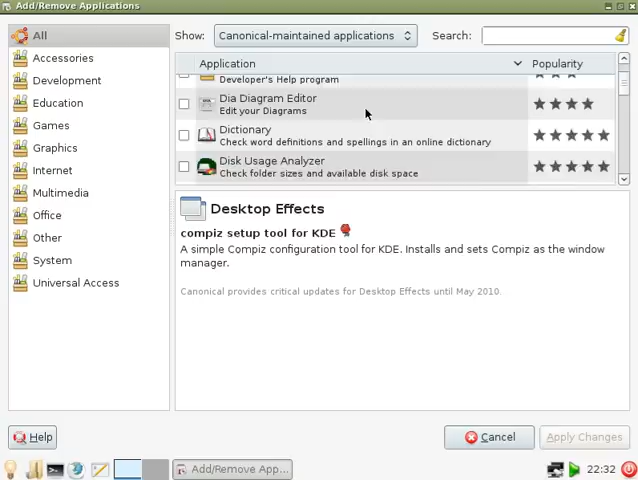 Add/Remove Applications
All
Accessories
Development
Education
Games
Graphics
Internet
Multimedia
Office
Other
System
Universal Access
Show: Canonical-maintained applications Search:
Application Popularity
Developer's Help program
Dia Diagram Editor
Edit your Diagrams
Dictionary
Check word definitions and spellings in an online dictionary
Disk Usage Analyzer
Check folder sizes and available disk space
Desktop Effects
compiz setup tool for KDE
A simple Compiz configuration tool for KDE. Installs and sets Compiz as the window
manager.
Canonical provides critical updates for Desktop Effects until May 2010.
Help Cancel Apply Changes
Add/Remove App... 22:32